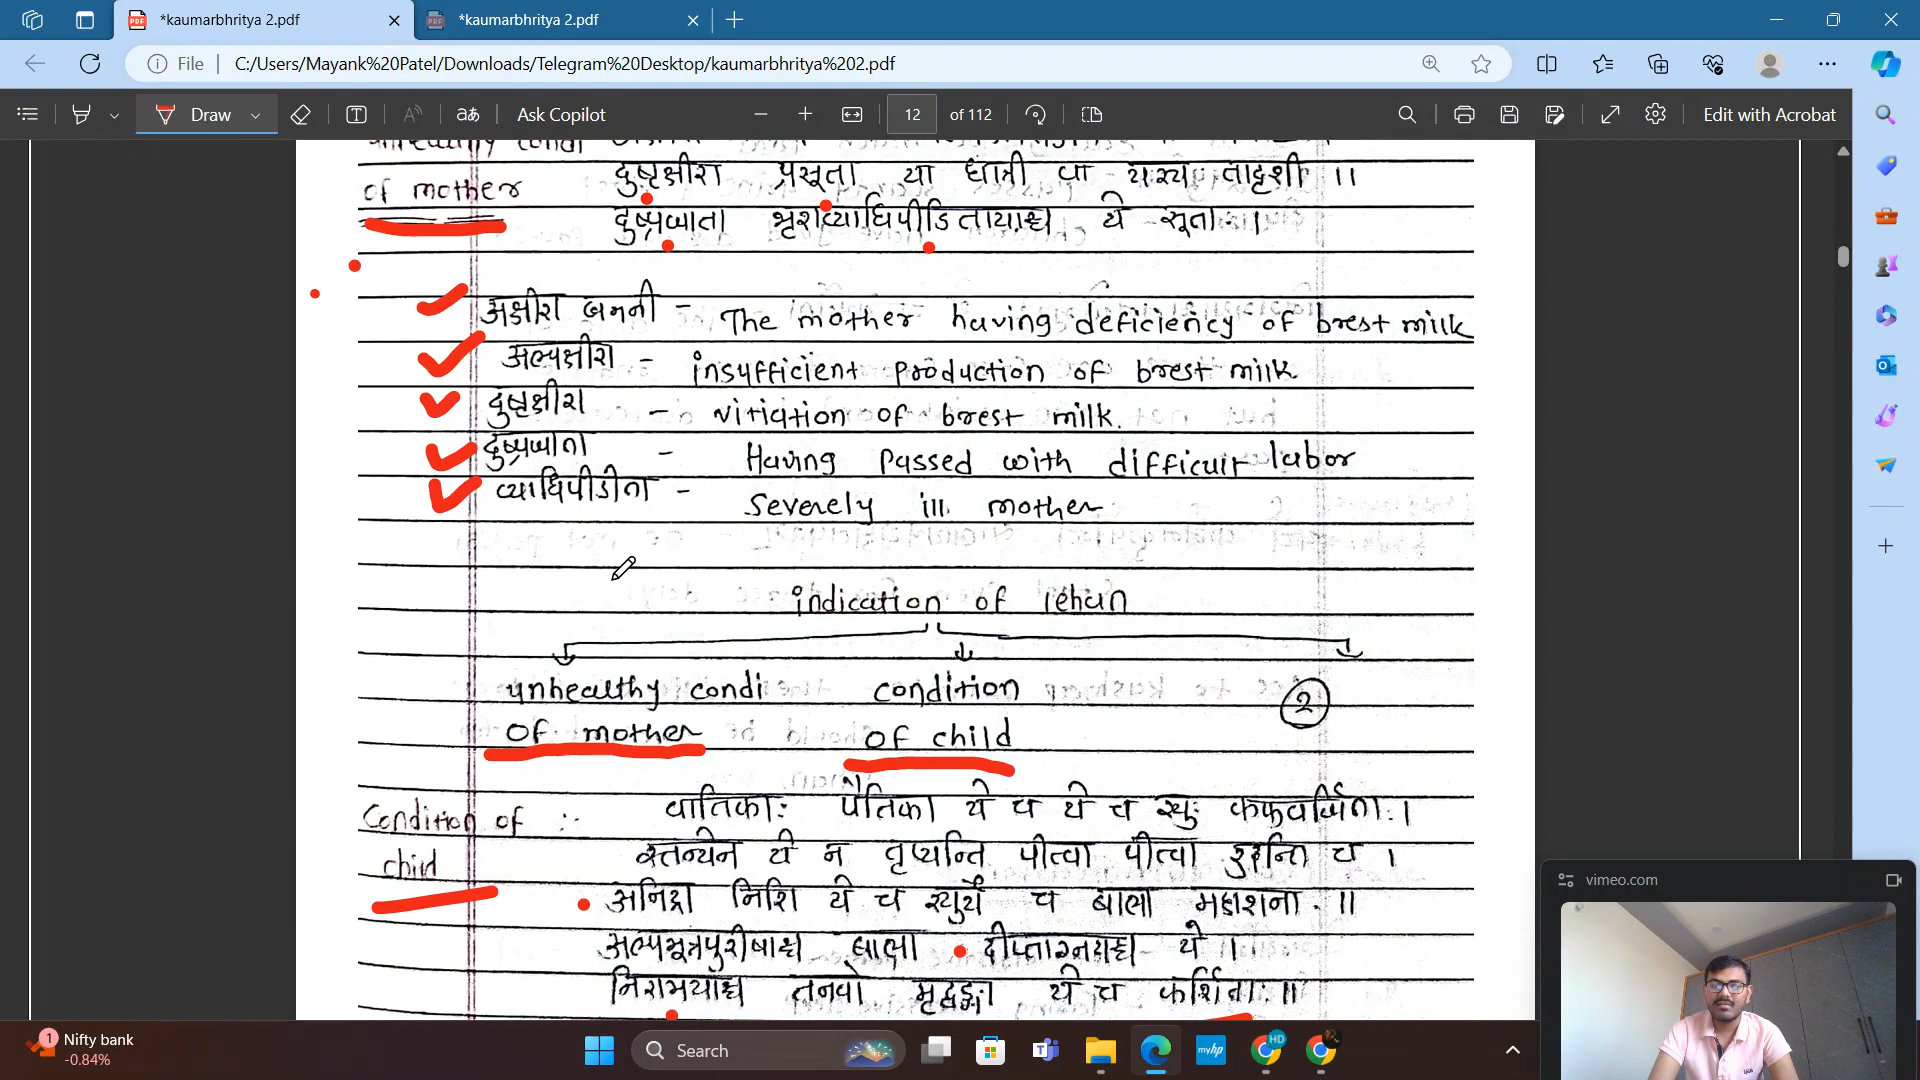 *kaumarbhritya 2.pdf
*kaumarbhritya 2.pdf
File
C:/Users/Mayank%20Patel/Downloads/Telegram%20Desktop/kaumarbhritya%202.pdf
Draw
Ask Copilot
12 of 112
Edit with Acrobat
of mother
दुष्टक्षीरा प्रसूता या धात्री वा यस्य तादृशी ।।
दुष्प्रजाता भृशव्याधिपीडितायाश्च ये सूताः ।
अक्षीरा जननी - The mother having deficiency of brest milk
अल्पक्षीरा - insufficient production of brest milk
दुष्टक्षीरा - vitiation of brest milk.
दुष्प्रजाता - Having passed with difficult labor
व्याधिपीडीता - severely ill mother
indication of lehan
unhealthy condi condition 2
of mother of child
Condition of :- वातिकाः पैतिका ये च ये च स्युः कफवर्जिताः ।
child स्तन्येन ये न तृप्यन्ति पीत्वा पीत्वा रुदन्ति च ।
अनिद्रा निशि ये च स्युर्ये च बाला महाशना ।।
अल्पमूत्रपुरीषाश्च बाला दीप्ताग्नयश्च ये ।
निरामयाश्च तनवो मृद्वङ्गा ये च कर्शिताः ।।
vimeo.com
1
Nifty bank
-0.84%
Search
myhp
HD